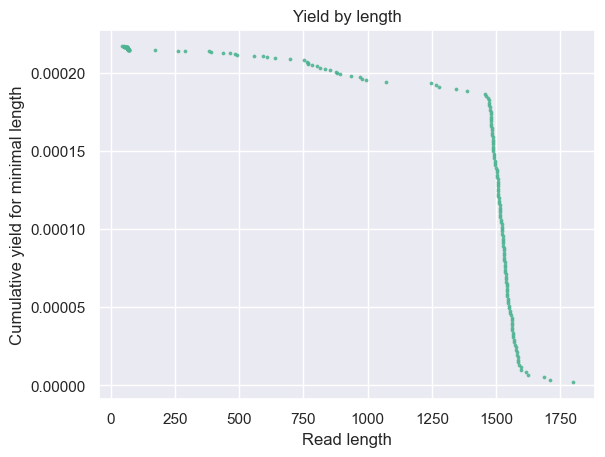 Yield by length
Cumulative yield for minimal length
0.00020
0.00015
0.00010
0.00005
0.00000
0 250 500 750 1000 1250 1500 1750
Read length